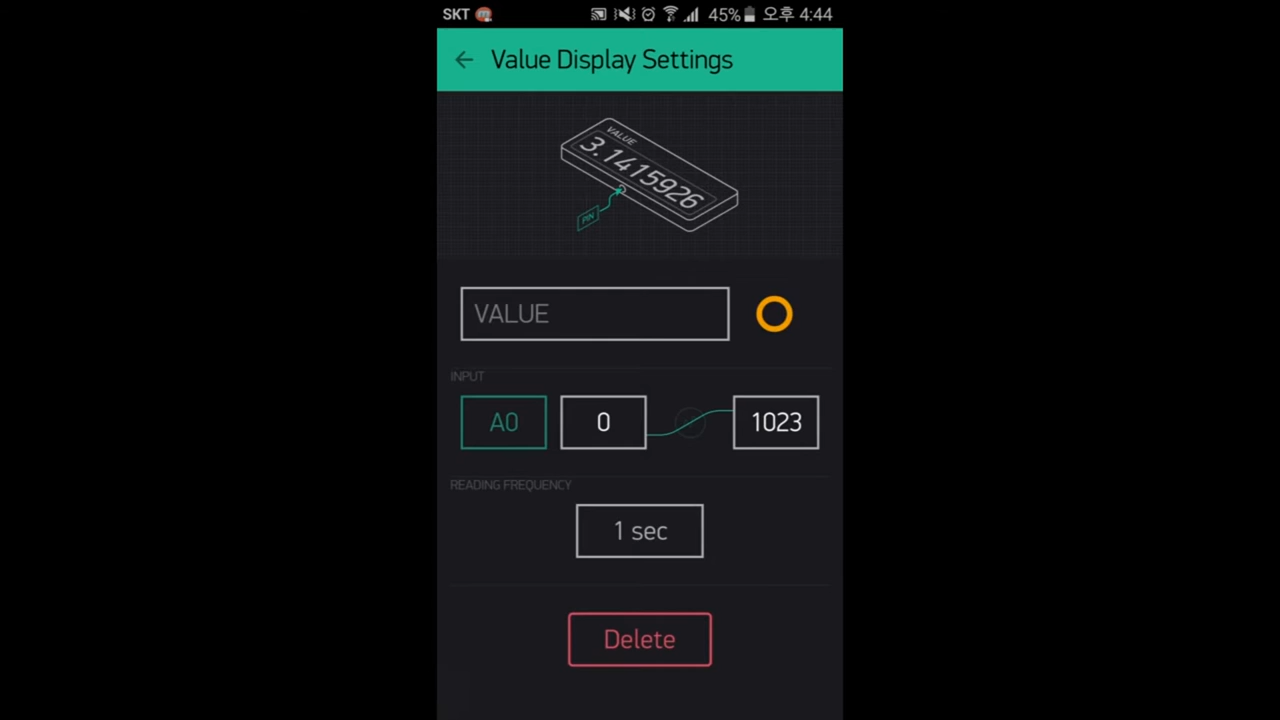 SKT 45% 오후 4:44
Value Display Settings
VALUE
3.1415926
PIN
VALUE
INPUT
A0 0 1023
READING FREQUENCY
1 sec
Delete